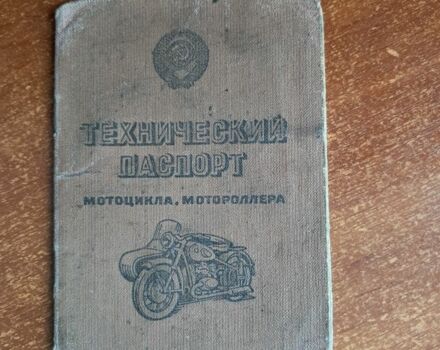 ТЕХНИЧЕСКИЙ
ПАСПОРТ
МОТОЦИКЛА, МОТОРОЛЛЕРА